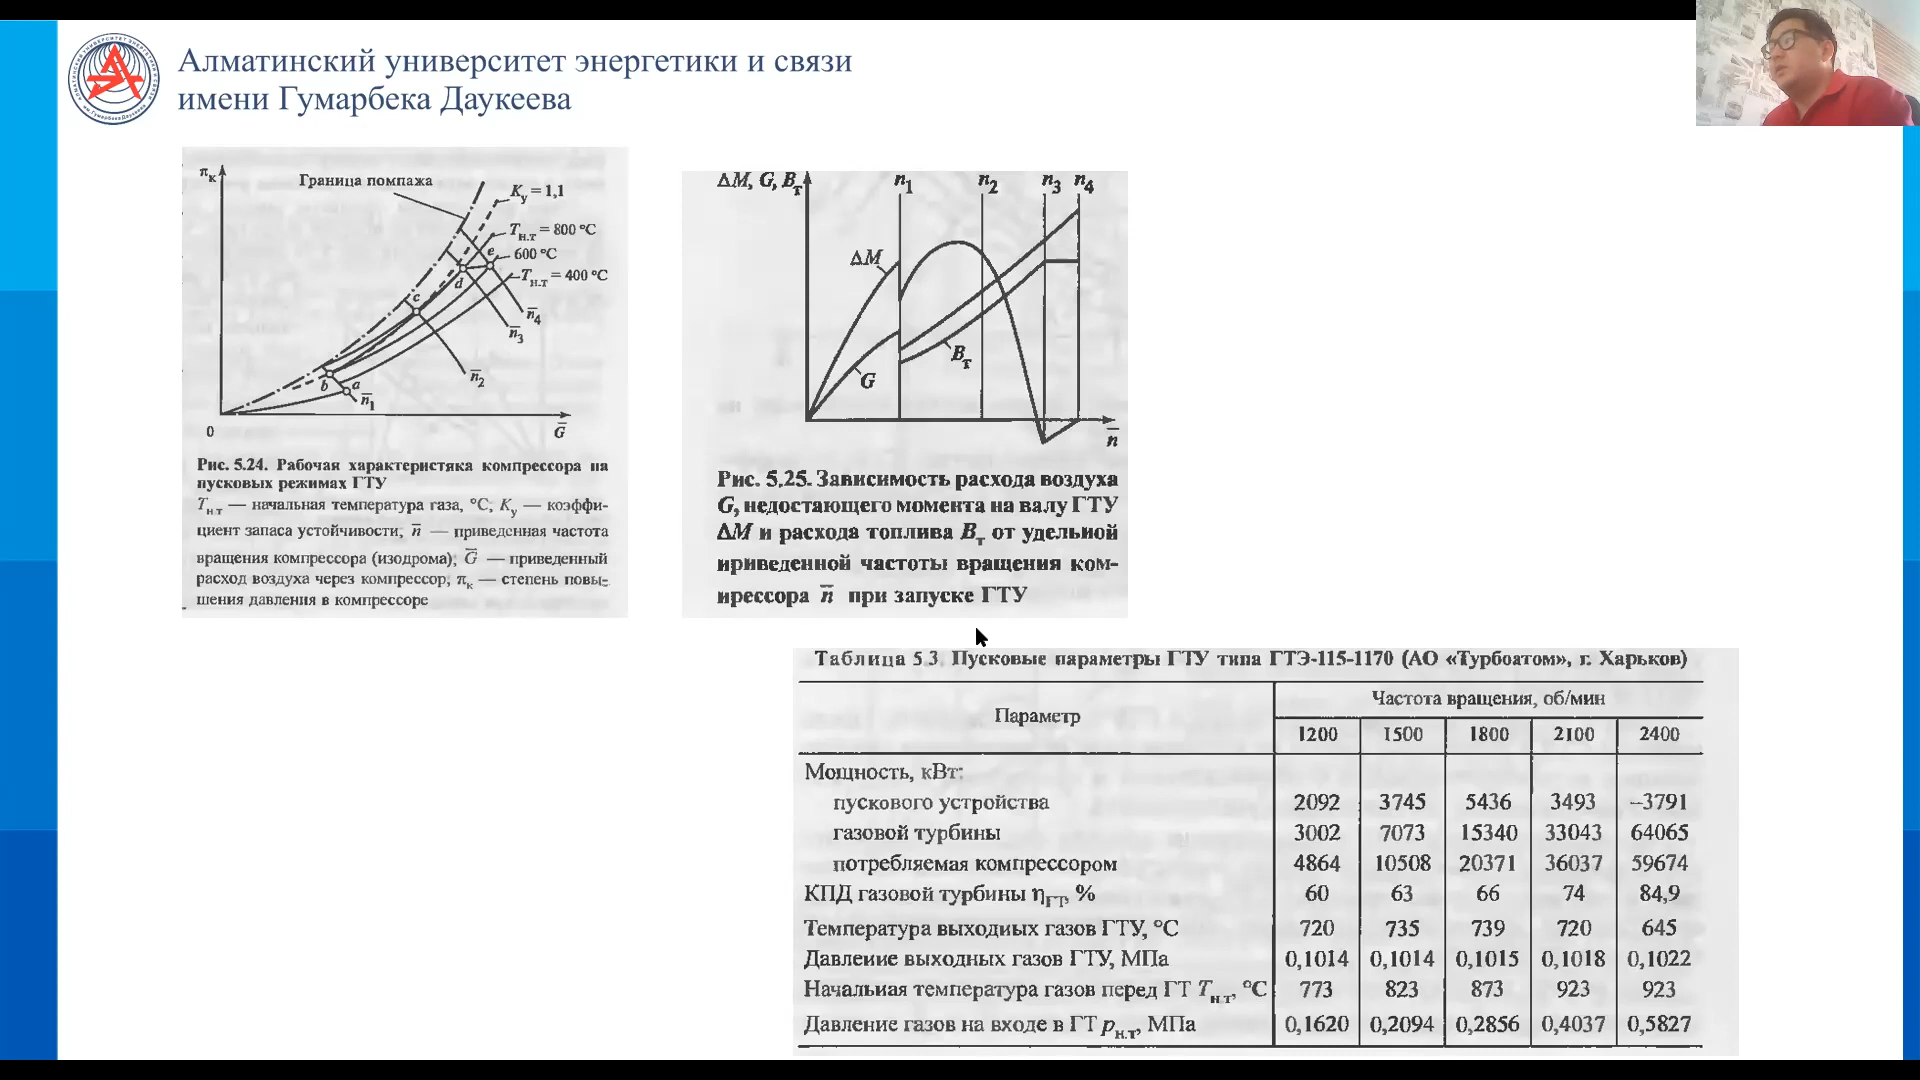 Алматинский университет энергетики и связи
имени Гумарбека Даукеева
πк
Граница помпажа
Kу = 1,1
Tн.т = 800 °С
600 °С
Tн.т = 400 °С
e
d
c
b
a
n̅4
n̅3
n̅2
n̅1
0
G̅
Рис. 5.24. Рабочая характеристяка компрессора на
пусковых режимах ГТУ
Tн т — начальная температура газа, °С, Kу — коэффи-
циент запаса устойчивости; n̅ — приведенная частота
вращения компрессора (изодрома); G̅ — приведенный
расход воздуха через компрессор, πк — степень повы-
шения давления в компрессоре
ΔM, G, Bт
n1
n2
n3
n4
ΔM
G
Bт
n̅
Рис. 5.25. Зависимость расхода воздуха
G, недостающего момента на валу ГТУ
ΔM и расхода топлива Bт от удельной
приведенной частоты вращения ком-
прессора n̅ при запуске ГТУ
Таблица 5.3. Пусковые параметры ГТУ типа ГТЭ-115-1170 (АО «Турбоатом», г. Харьков)
Параметр
Частота вращения, об/мин
1200 1500 1800 2100 2400
Мощность, кВт:
пускового устройства 2092 3745 5436 3493 –3791
газовой турбины 3002 7073 15340 33043 64065
потребляемая компрессором 4864 10508 20371 36037 59674
КПД газовой турбины ηГТ, % 60 63 66 74 84,9
Температура выходных газов ГТУ, °С 720 735 739 720 645
Давление выходных газов ГТУ, МПа 0,1014 0,1014 0,1015 0,1018 0,1022
Начальная температура газов перед ГТ Tн.т, °С 773 823 873 923 923
Давление газов на входе в ГТ pн.т, МПа 0,1620 0,2094 0,2856 0,4037 0,5827